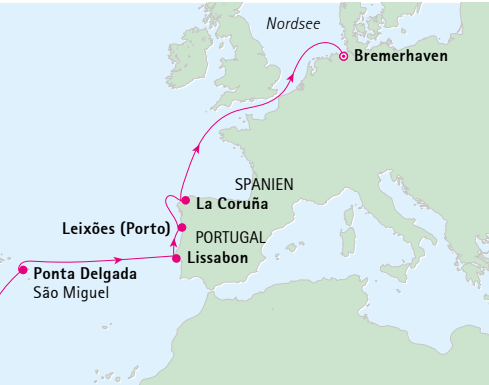 Nordsee
Bremerhaven
SPANIEN
La Coruña
Leixões (Porto)
PORTUGAL
Lissabon
Ponta Delgada
São Miguel